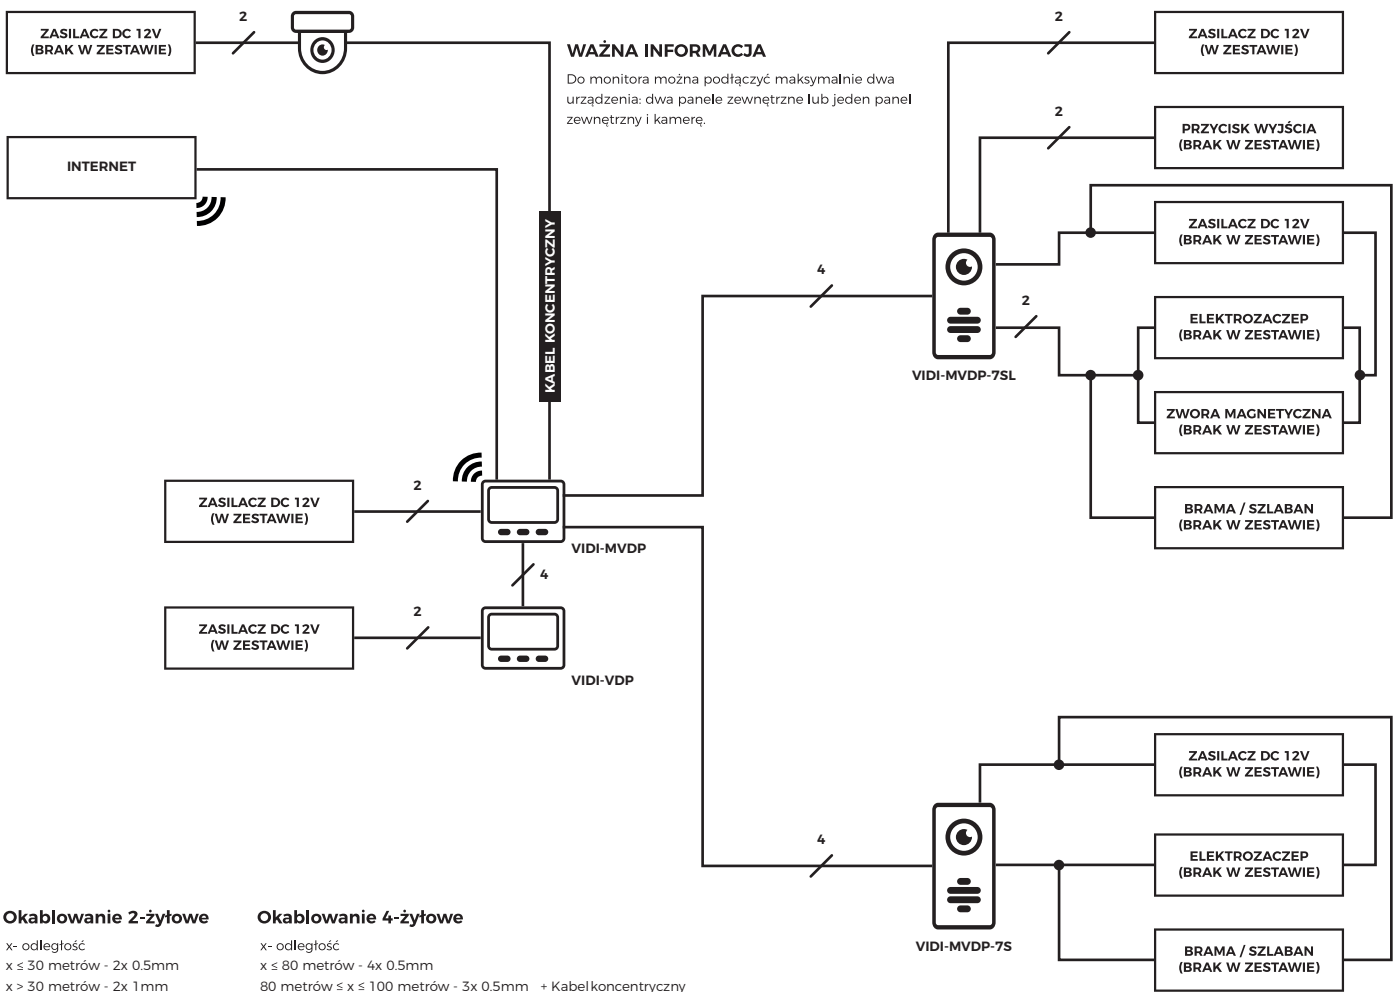 ZASILACZ DC 12V
(BRAK W ZESTAWIE)
2
INTERNET
WAŻNA INFORMACJA
Do monitora można podłączyć maksymalnie dwa
urządzenia: dwa panele zewnętrzne lub jeden panel
zewnętrzny i kamerę.
KABEL KONCENTRYCZNY
2
ZASILACZ DC 12V
(W ZESTAWIE)
2
PRZYCISK WYJŚCIA
(BRAK W ZESTAWIE)
ZASILACZ DC 12V
(BRAK W ZESTAWIE)
4
2
ELEKTROZACZEP
(BRAK W ZESTAWIE)
VIDI-MVDP-7SL
ZWORA MAGNETYCZNA
(BRAK W ZESTAWIE)
BRAMA / SZLABAN
(BRAK W ZESTAWIE)
ZASILACZ DC 12V
(W ZESTAWIE)
2
VIDI-MVDP
4
ZASILACZ DC 12V
(W ZESTAWIE)
2
VIDI-VDP
ZASILACZ DC 12V
(BRAK W ZESTAWIE)
4
ELEKTROZACZEP
(BRAK W ZESTAWIE)
VIDI-MVDP-7S
BRAMA / SZLABAN
(BRAK W ZESTAWIE)
Okablowanie 2-żyłowe
x- odległość
x ≤ 30 metrów - 2x 0.5mm
x > 30 metrów - 2x 1mm
Okablowanie 4-żyłowe
x- odległość
x ≤ 80 metrów - 4x 0.5mm
80 metrów ≤ x ≤ 100 metrów - 3x 0.5mm + Kabel koncentryczny